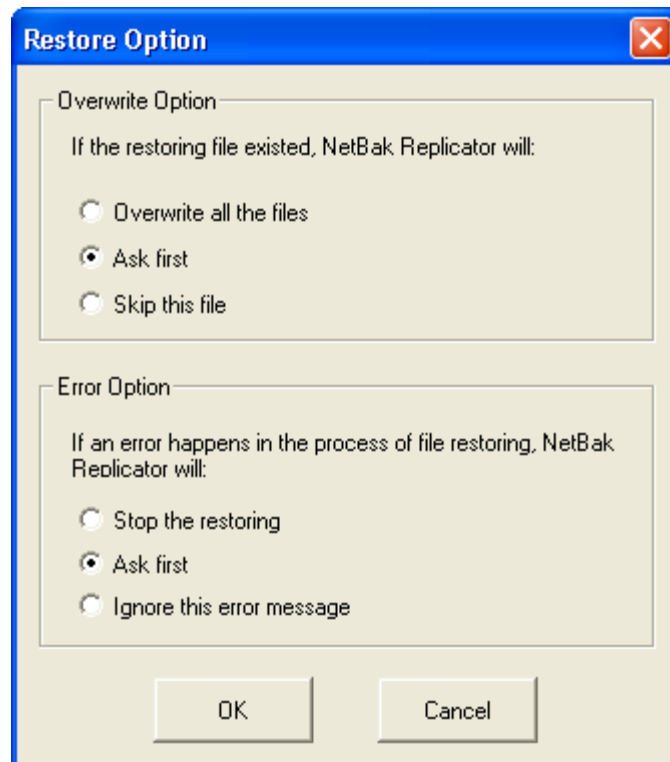 Restore Option
Overwrite Option
If the restoring file existed, NetBak Replicator will:
Overwrite all the files
Ask first
Skip this file
Error Option
If an error happens in the process of file restoring, NetBak
Replicator will:
Stop the restoring
Ask first
Ignore this error message
OK
Cancel